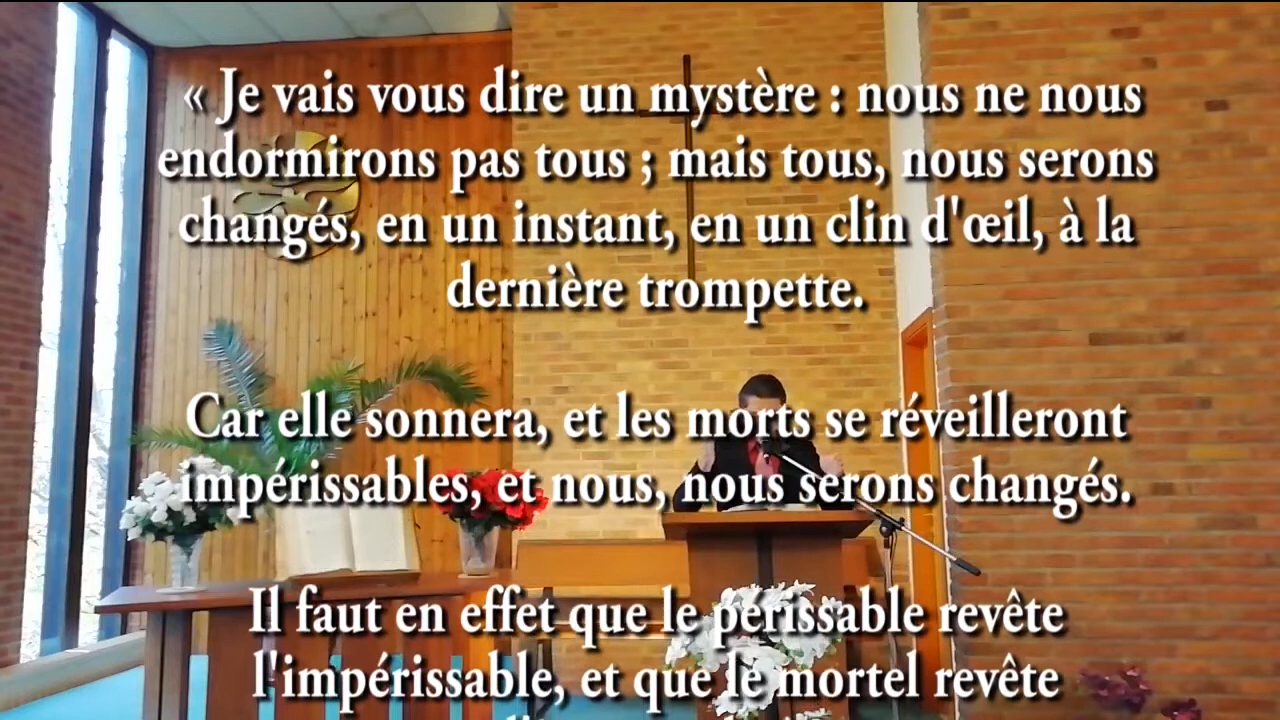 « Je vais vous dire un mystère : nous ne nous
endormirons pas tous ; mais tous, nous serons
changés, en un instant, en un clin d'œil, à la
dernière trompette.
Car elle sonnera, et les morts se réveilleront
impérissables, et nous, nous serons changés.
Il faut en effet que le périssable revête
l'impérissable, et que le mortel revête